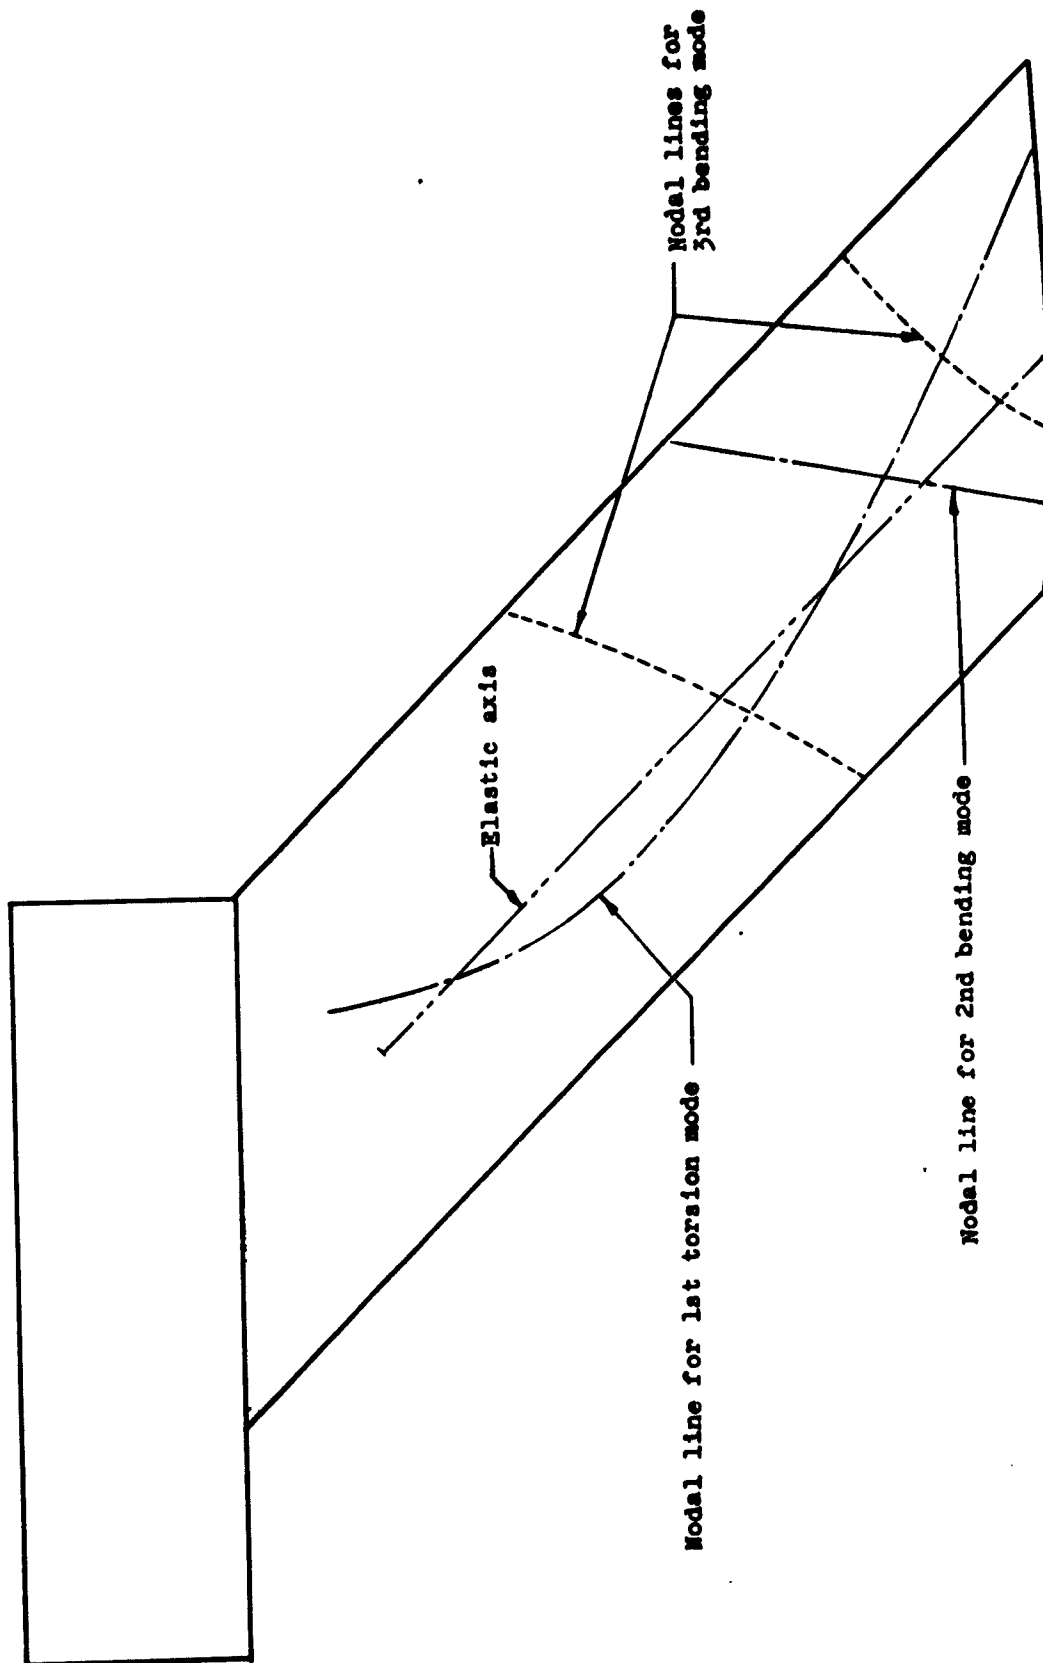 Nodal lines for
3rd bending mode
Elastic axis
Nodal line for 1st torsion mode
Nodal line for 2nd bending mode